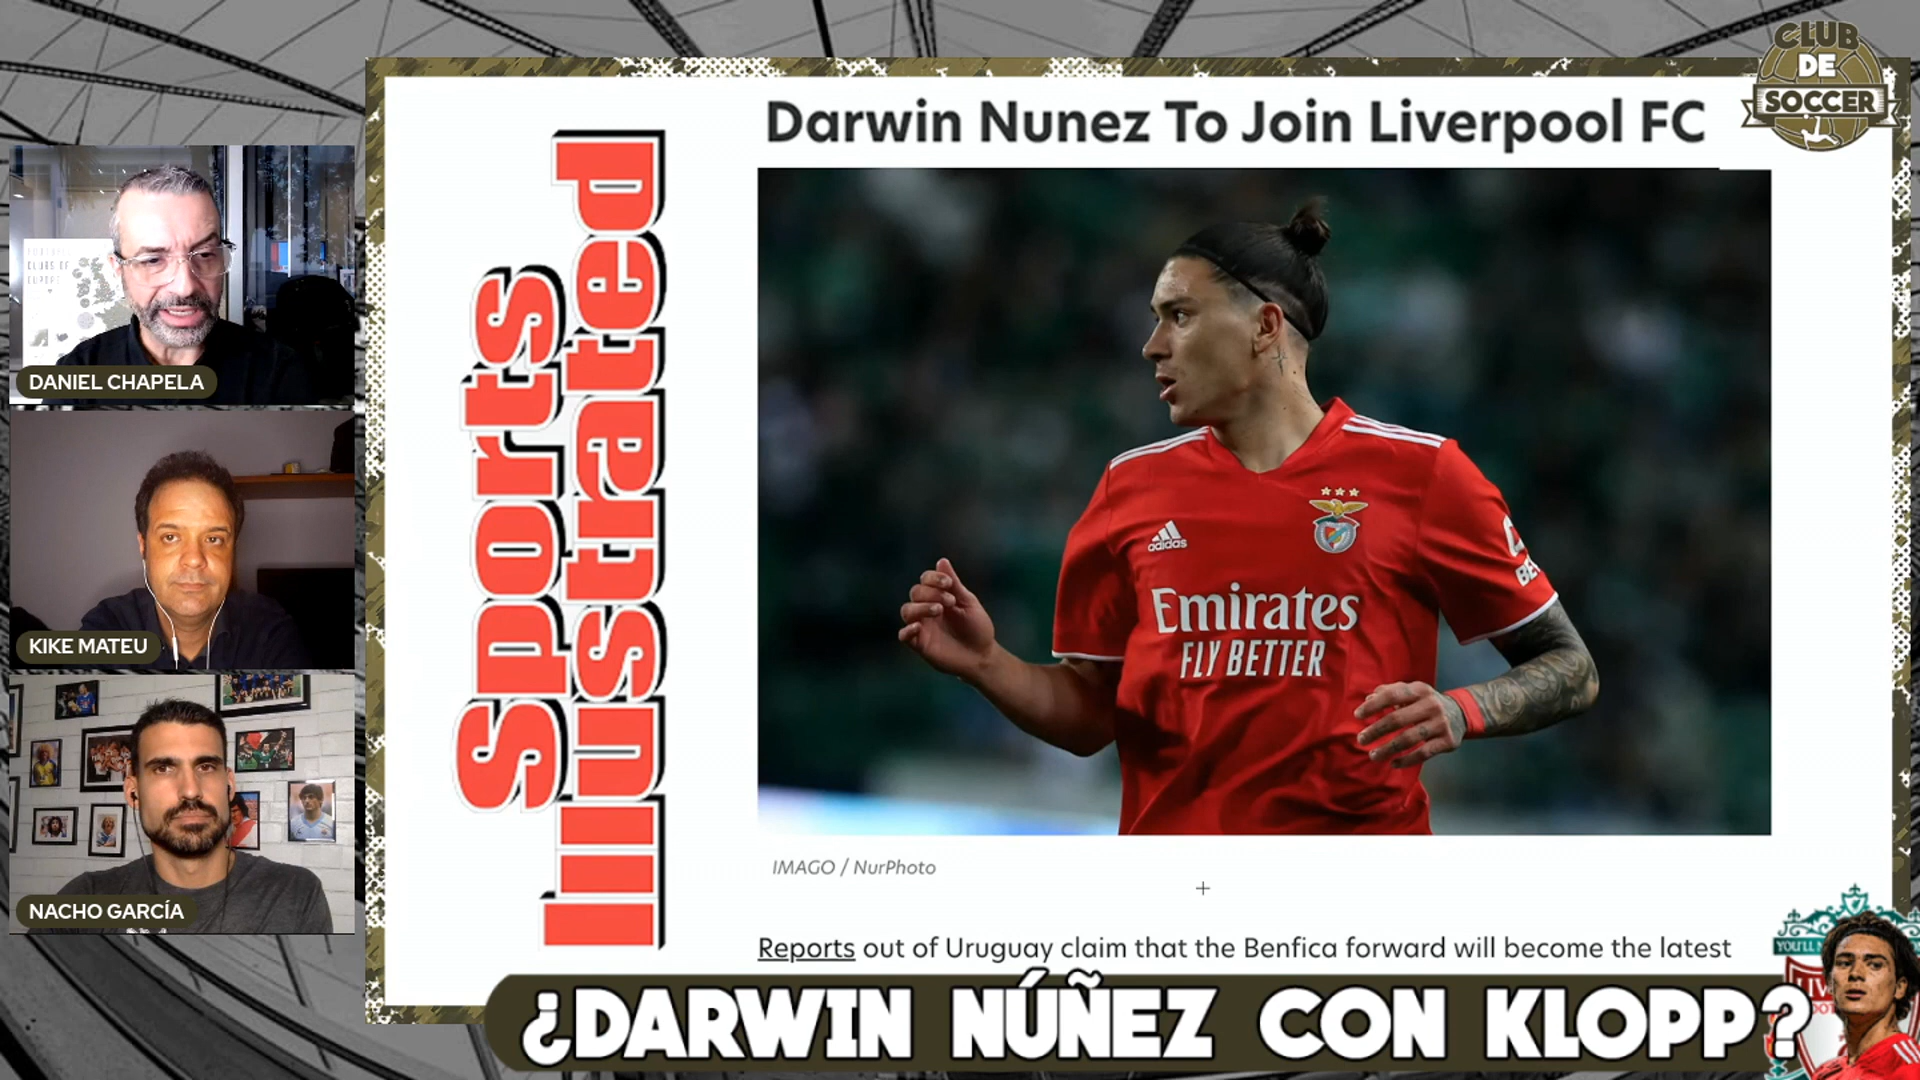 CLUB
DE
SOCCER
Darwin Nunez To Join Liverpool FC
Sports
Illustrated
DANIEL CHAPELA
KIKE MATEU
NACHO GARCÍA
adidas
Emirates
FLY BETTER
IMAGO / NurPhoto
Reports out of Uruguay claim that the Benfica forward will become the latest
YOU'LL
¿DARWIN NÚÑEZ CON KLOPP?